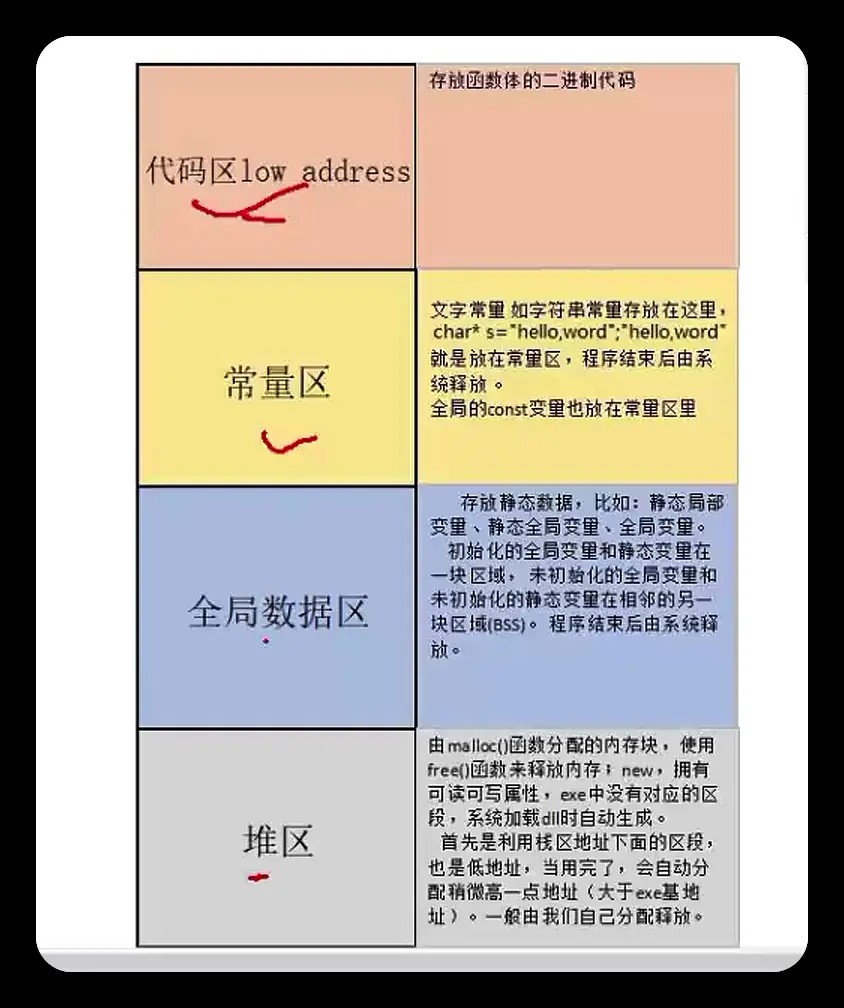 代码区low address
存放函数体的二进制代码
常量区
文字常量 如字符串常量存放在这里，
char* s="hello,word";"hello,word"
就是放在常量区，程序结束后由系
统释放。
全局的const变量也放在常量区里
全局数据区
存放静态数据，比如：静态局部
变量、静态全局变量、全局变量。
初始化的全局变量和静态变量在
一块区域， 未初始化的全局变量和
未初始化的静态变量在相邻的另一
块区域(BSS)。 程序结束后由系统释
放。
堆区
由malloc()函数分配的内存块，使用
free()函数来释放内存；new，拥有
可读可写属性，exe中没有对应的区
段，系统加载dll时自动生成。
首先是利用栈区地址下面的区段，
也是低地址，当用完了，会自动分
配稍微高一点地址（大于exe基地
址）。一般由我们自己分配释放。